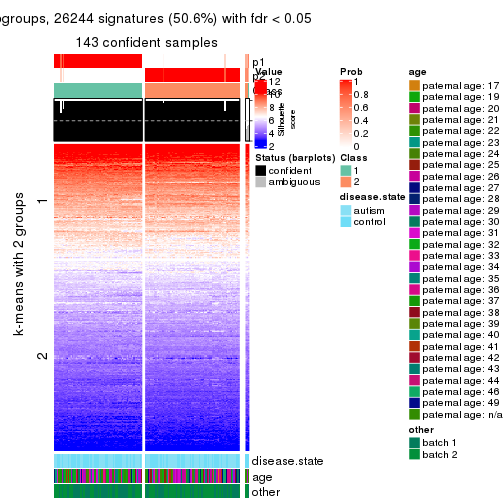 ogroups, 26244 signatures (50.6%) with fdr < 0.05
143 confident samples
p1
p2
Class
Silhouette
score
k-means with 2 groups
1
2
disease.state
age
other
Value
12
10
8
6
4
2
Status (barplots)
confident
ambiguous
Prob
1
0.8
0.6
0.4
0.2
0
Class
1
2
disease.state
autism
control
age
paternal age: 17
paternal age: 19
paternal age: 20
paternal age: 21
paternal age: 22
paternal age: 23
paternal age: 24
paternal age: 25
paternal age: 26
paternal age: 27
paternal age: 28
paternal age: 29
paternal age: 30
paternal age: 31
paternal age: 32
paternal age: 33
paternal age: 34
paternal age: 35
paternal age: 36
paternal age: 37
paternal age: 38
paternal age: 39
paternal age: 40
paternal age: 41
paternal age: 42
paternal age: 43
paternal age: 44
paternal age: 46
paternal age: 49
paternal age: n/a
other
batch 1
batch 2